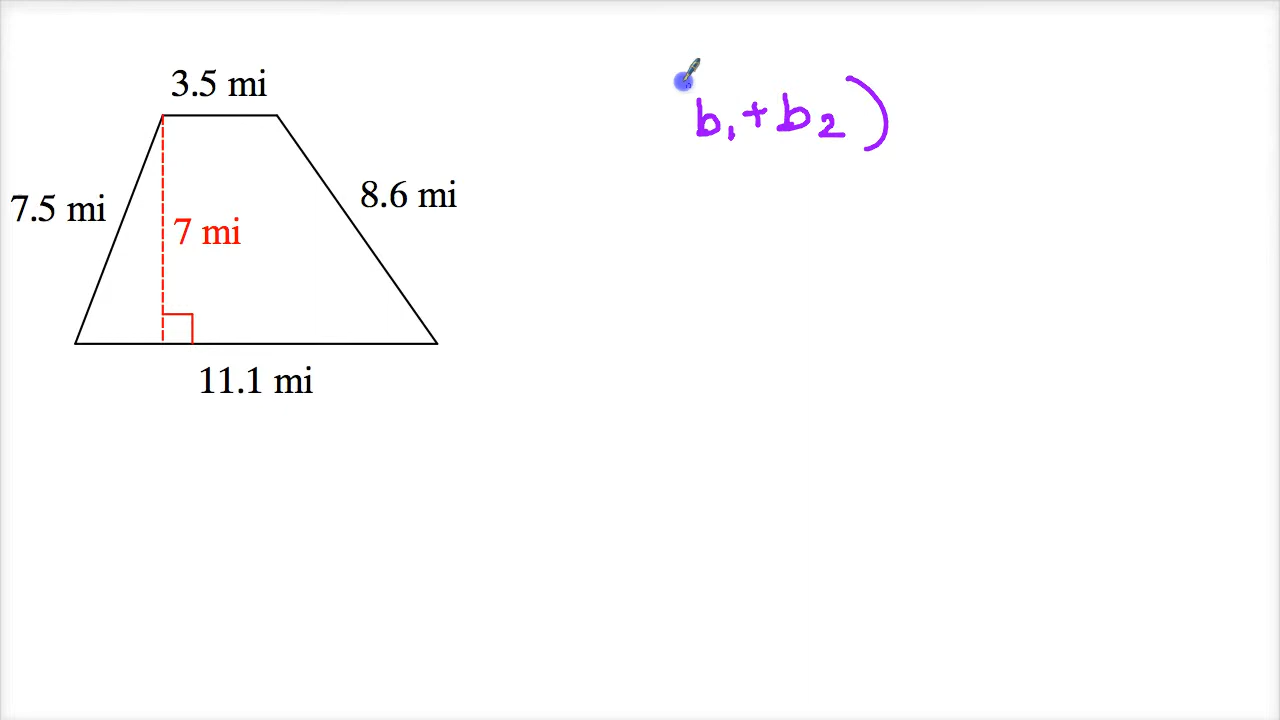 3.5 mi
b₁ + b₂ )
7.5 mi
8.6 mi
7 mi
11.1 mi